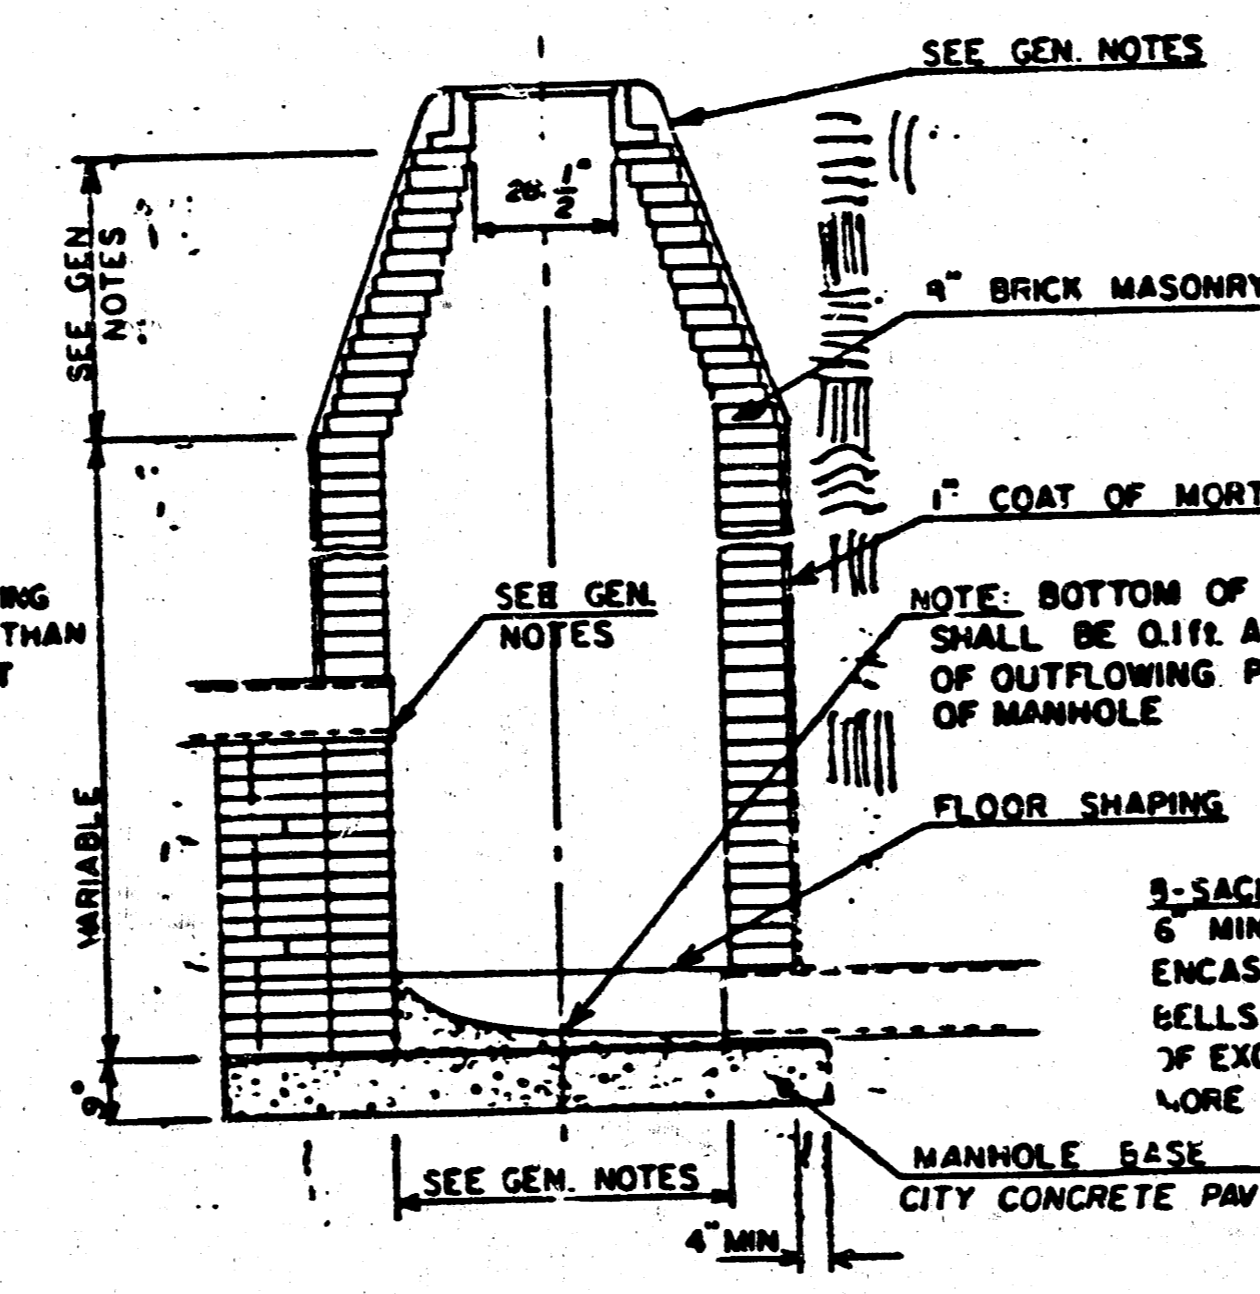 SEE GEN. NOTES
26 1/2"
SEE GEN
NOTES
9" BRICK MASONRY
1" COAT OF MORT
ING
THAN
T
SEE GEN.
NOTES
NOTE: BOTTOM OF
SHALL BE 0.1ft. A
OF OUTFLOWING P
OF MANHOLE
VARIABLE
FLOOR SHAPING
5-SAC
6" MIN
ENCAS
BELLS
OF EXC
MORE
9"
MANHOLE BASE
CITY CONCRETE PAV
SEE GEN. NOTES
4" MIN.